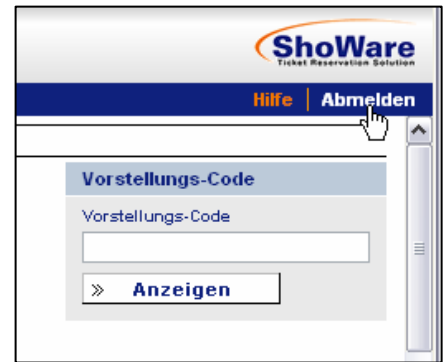 ShoWare
Ticket Reservation Solution
Hilfe | Abmelden
Vorstellungs-Code
Vorstellungs-Code
» Anzeigen